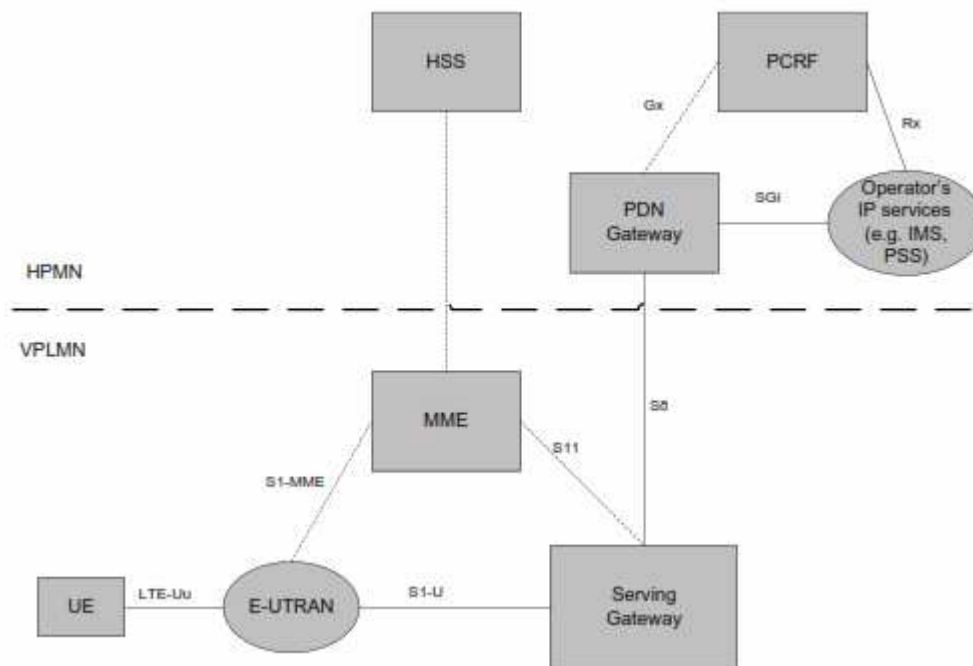 HSS
PCRF
Gx
Rx
PDN
Gateway
SGi
Operator's
IP services
(e.g. IMS,
PSS)
HPMN
VPLMN
MME
S8
S11
S1-MME
UE
LTE-Uu
E-UTRAN
S1-U
Serving
Gateway